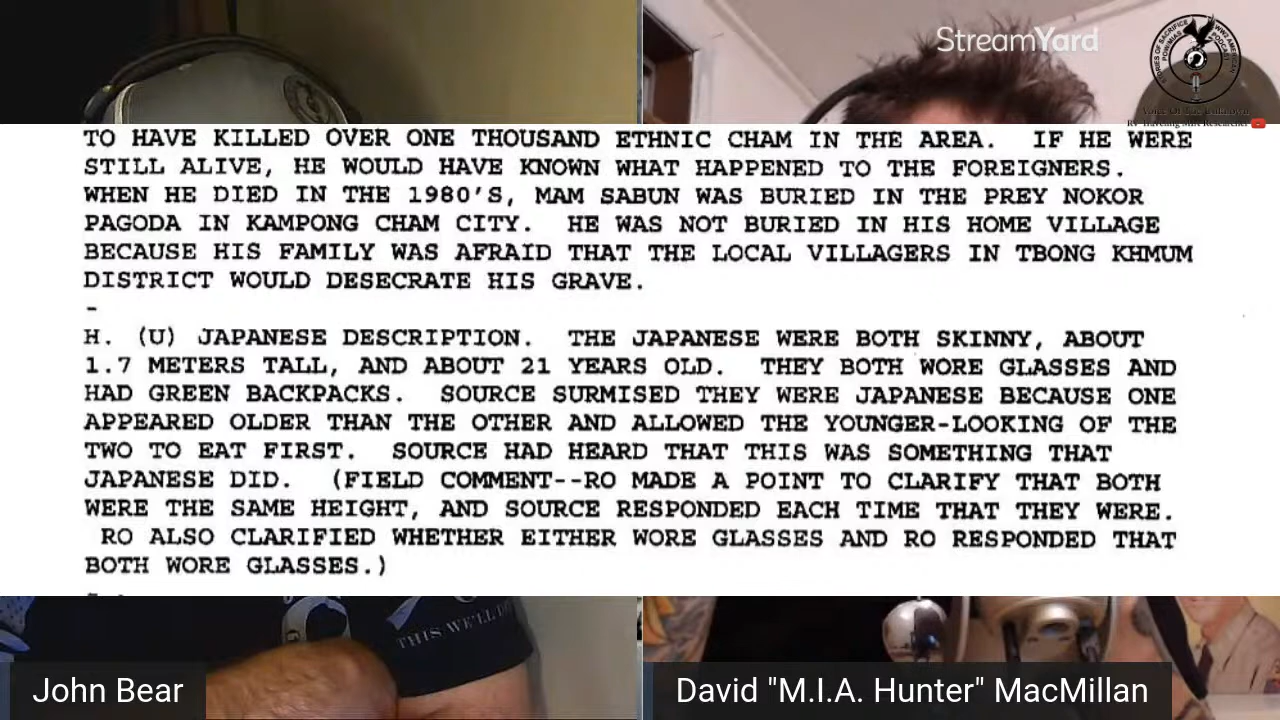 StreamYard
TO HAVE KILLED OVER ONE THOUSAND ETHNIC CHAM IN THE AREA. IF HE WERE
STILL ALIVE, HE WOULD HAVE KNOWN WHAT HAPPENED TO THE FOREIGNERS.
WHEN HE DIED IN THE 1980'S, MAM SABUN WAS BURIED IN THE PREY NOKOR
PAGODA IN KAMPONG CHAM CITY. HE WAS NOT BURIED IN HIS HOME VILLAGE
BECAUSE HIS FAMILY WAS AFRAID THAT THE LOCAL VILLAGERS IN TBONG KHMUM
DISTRICT WOULD DESECRATE HIS GRAVE.
-
H. (U) JAPANESE DESCRIPTION. THE JAPANESE WERE BOTH SKINNY, ABOUT
1.7 METERS TALL, AND ABOUT 21 YEARS OLD. THEY BOTH WORE GLASSES AND
HAD GREEN BACKPACKS. SOURCE SURMISED THEY WERE JAPANESE BECAUSE ONE
APPEARED OLDER THAN THE OTHER AND ALLOWED THE YOUNGER-LOOKING OF THE
TWO TO EAT FIRST. SOURCE HAD HEARD THAT THIS WAS SOMETHING THAT
JAPANESE DID. (FIELD COMMENT--RO MADE A POINT TO CLARIFY THAT BOTH
WERE THE SAME HEIGHT, AND SOURCE RESPONDED EACH TIME THAT THEY WERE.
RO ALSO CLARIFIED WHETHER EITHER WORE GLASSES AND RO RESPONDED THAT
BOTH WORE GLASSES.)
THIS WE'LL
John Bear
David "M.I.A. Hunter" MacMillan